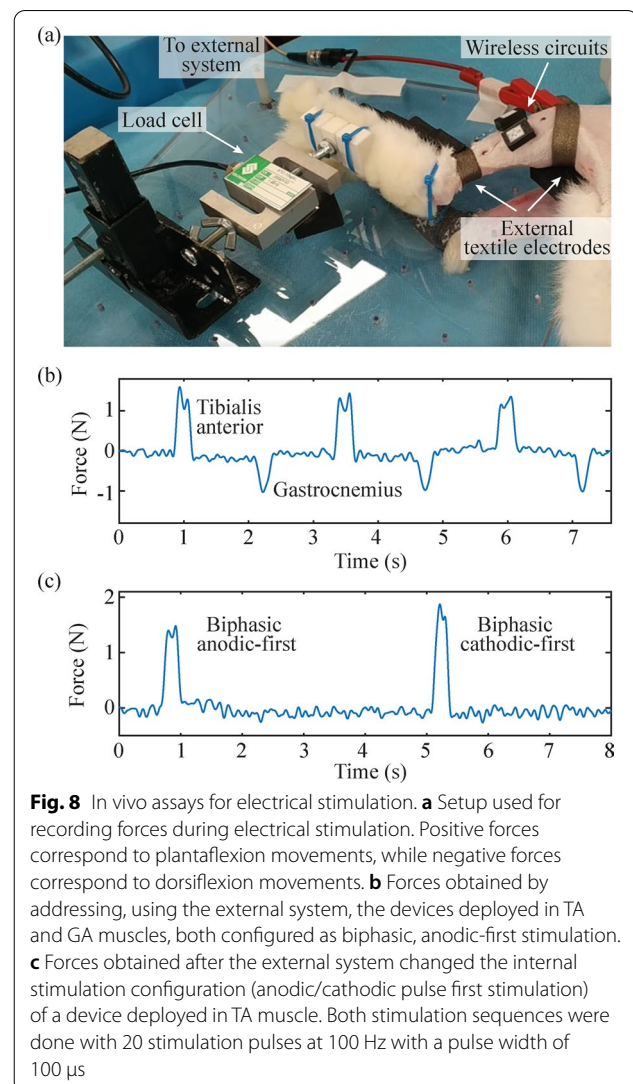 (a)
To external
system
Wireless circuits
Load cell
External
textile electrodes
(b)
Force (N)
1
0
-1
Tibialis
anterior
Gastrocnemius
0 1 2 3 4 5 6 7
Time (s)
(c)
Force (N)
2
1
0
Biphasic
anodic-first
Biphasic
cathodic-first
0 1 2 3 4 5 6 7 8
Time (s)
Fig. 8 In vivo assays for electrical stimulation. a Setup used for
recording forces during electrical stimulation. Positive forces
correspond to plantaflexion movements, while negative forces
correspond to dorsiflexion movements. b Forces obtained by
addressing, using the external system, the devices deployed in TA
and GA muscles, both configured as biphasic, anodic-first stimulation.
c Forces obtained after the external system changed the internal
stimulation configuration (anodic/cathodic pulse first stimulation)
of a device deployed in TA muscle. Both stimulation sequences were
done with 20 stimulation pulses at 100 Hz with a pulse width of
100 μs